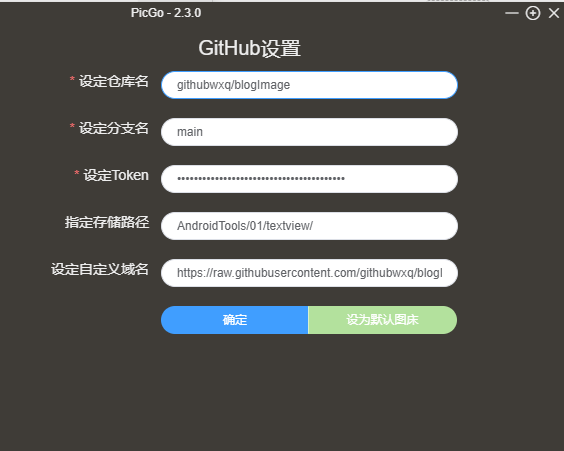 PicGo - 2.3.0
GitHub设置
* 设定仓库名
githubwxq/blogImage
* 设定分支名
main
* 设定Token
••••••••••••••••••••••••••••••••••••••••
指定存储路径
AndroidTools/01/textview/
设定自定义域名
https://raw.githubusercontent.com/githubwxq/blogI
确定
设为默认图床